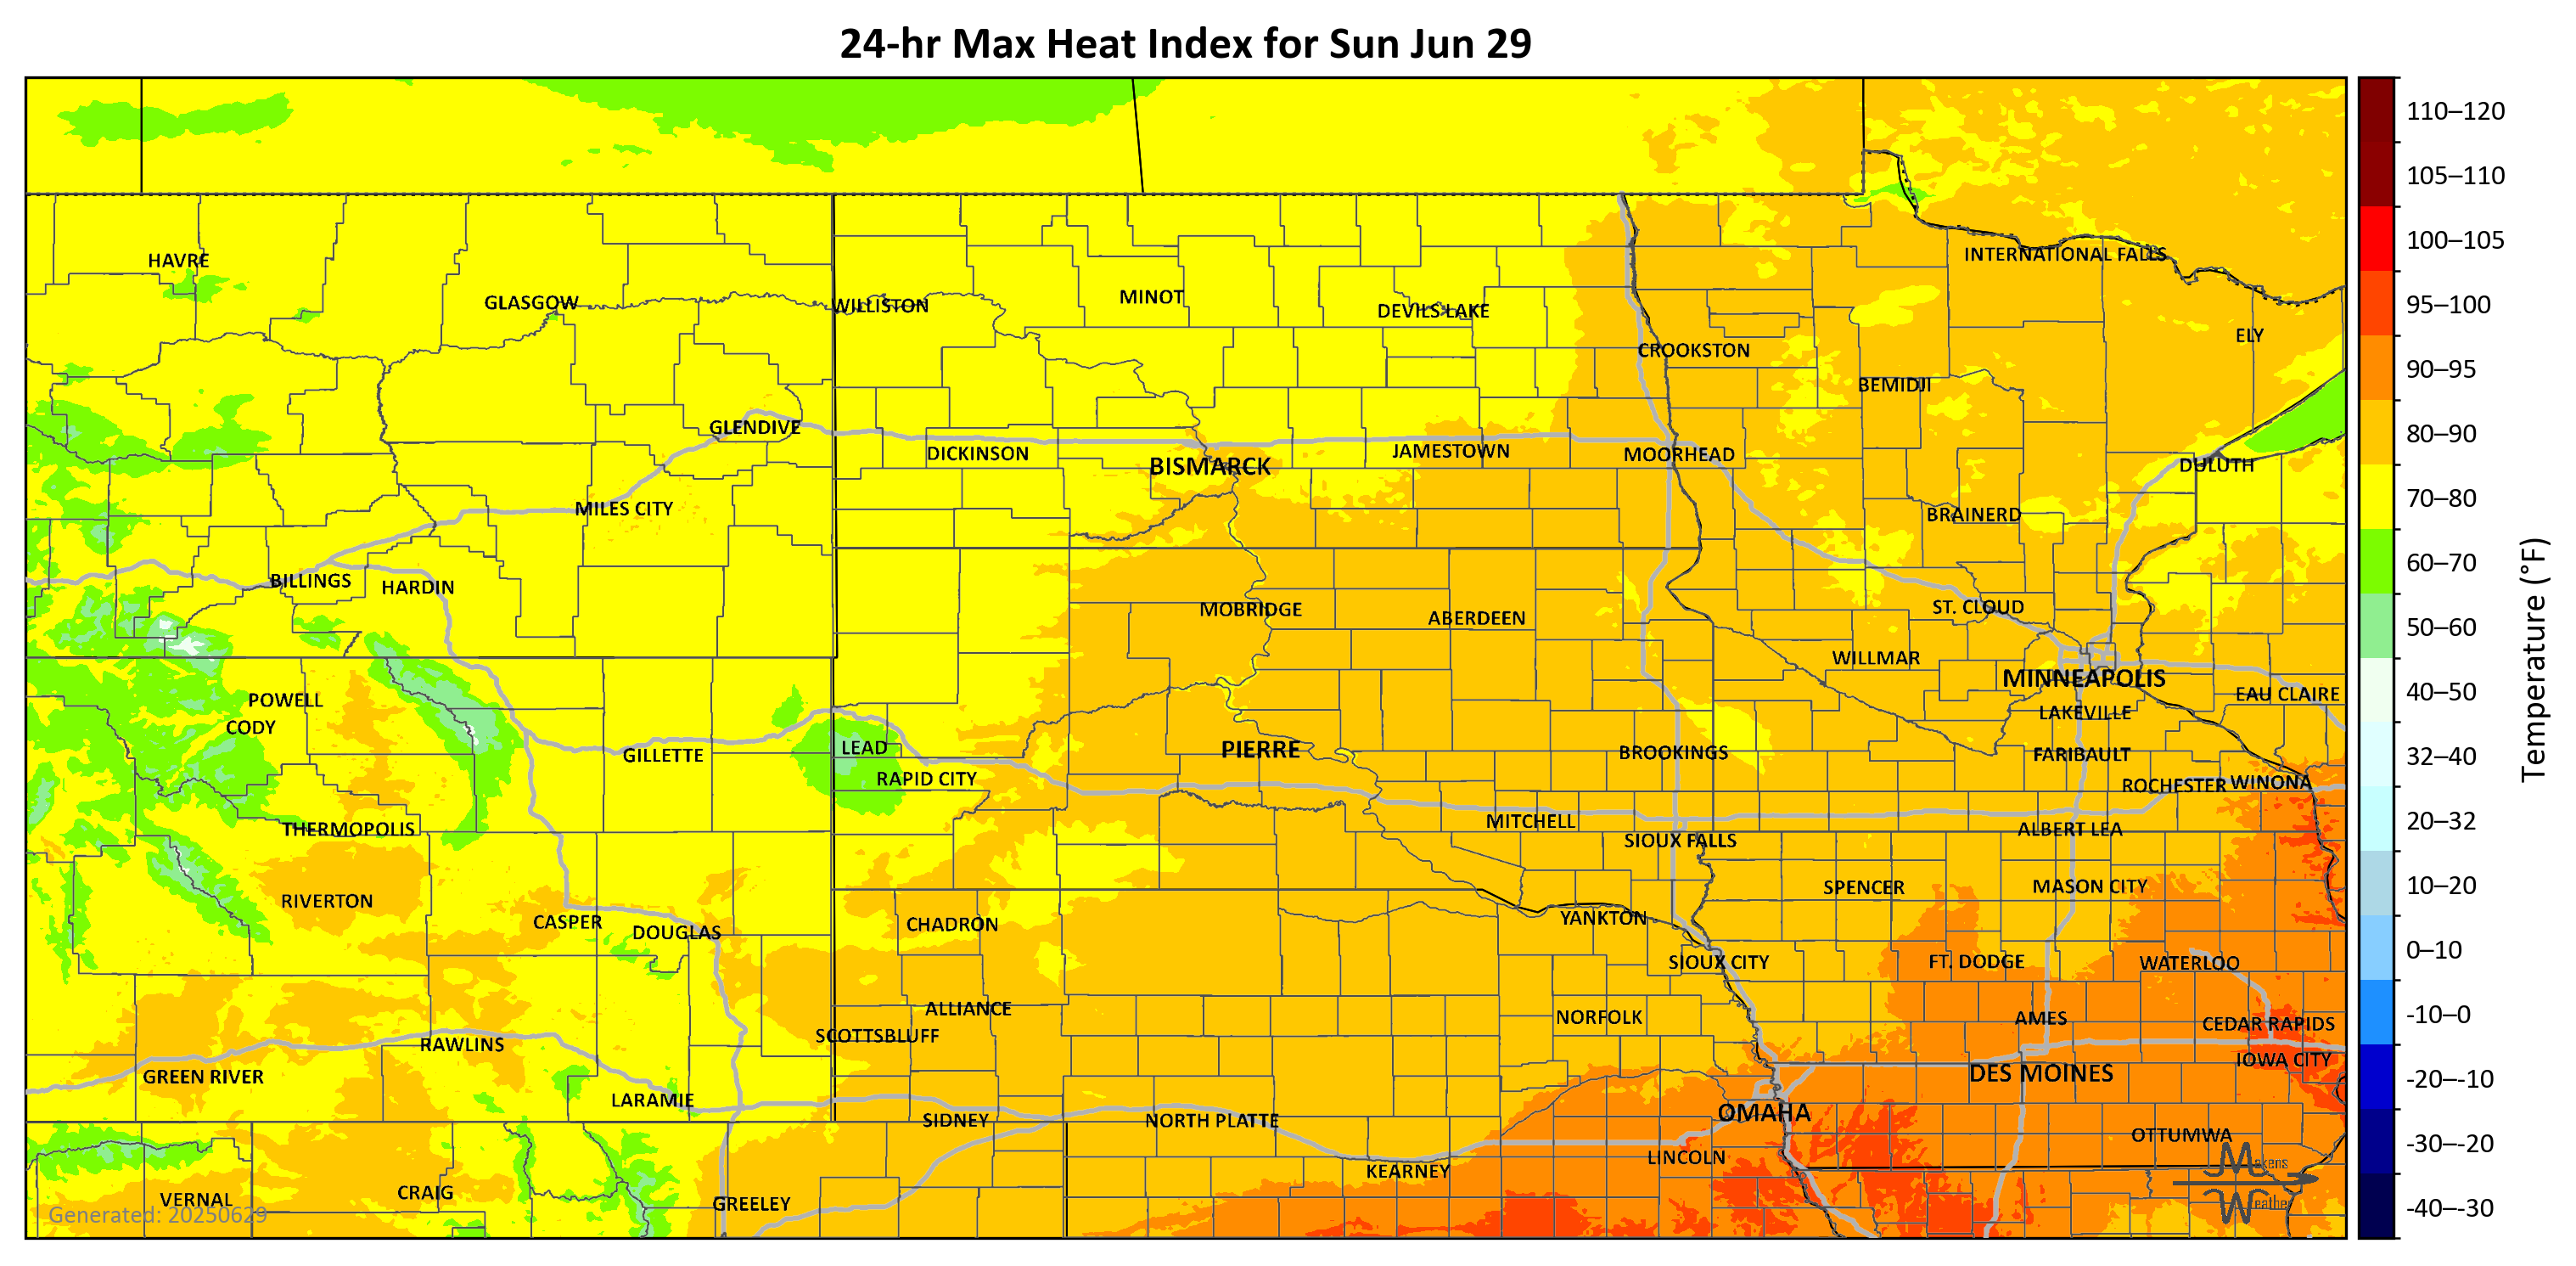 24-hr Max Heat Index for Sun Jun 29
HAVRE
GLASGOW
WILLISTON
MINOT
DEVILS LAKE
INTERNATIONAL FALLS
CROOKSTON
ELY
BEMIDJI
GLENDIVE
DICKINSON
BISMARCK
JAMESTOWN
MOORHEAD
DULUTH
MILES CITY
BRAINERD
BILLINGS
HARDIN
MOBRIDGE
ABERDEEN
ST. CLOUD
WILLMAR
MINNEAPOLIS
EAU CLAIRE
POWELL
CODY
LAKEVILLE
GILLETTE
LEAD
PIERRE
BROOKINGS
FARIBAULT
RAPID CITY
ROCHESTER
WINONA
THERMOPOLIS
MITCHELL
SIOUX FALLS
ALBERT LEA
RIVERTON
SPENCER
MASON CITY
CASPER
DOUGLAS
CHADRON
YANKTON
SIOUX CITY
FT. DODGE
WATERLOO
ALLIANCE
NORFOLK
AMES
CEDAR RAPIDS
SCOTTSBLUFF
RAWLINS
IOWA CITY
GREEN RIVER
DES MOINES
LARAMIE
SIDNEY
NORTH PLATTE
OMAHA
OTTUMWA
LINCOLN
KEARNEY
VERNAL
CRAIG
GREELEY
Generated: 20250629
Makens
Weather
110–120
105–110
100–105
95–100
90–95
80–90
70–80
60–70
50–60
40–50
32–40
20–32
10–20
0–10
-10–0
-20–-10
-30–-20
-40–-30
Temperature (°F)